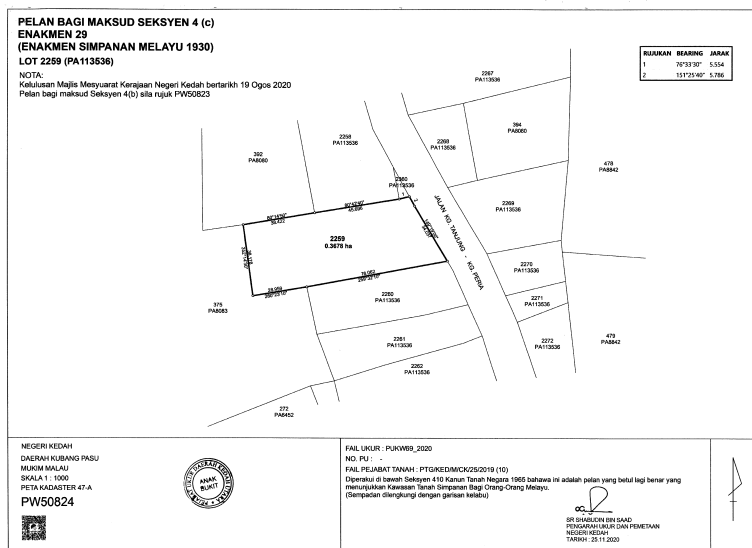 PELAN BAGI MAKSUD SEKSYEN 4 (c)
ENAKMEN 29
(ENAKMEN SIMPANAN MELAYU 1930)
LOT 2259 (PA113536)
NOTA:
Kelulusan Majlis Mesyuarat Kerajaan Negeri Kedah bertarikh 19 Ogos 2020
Pelan bagi maksud Seksyen 4(b) sila rujuk PW50823
RUJUKAN BEARING JARAK
1 76°33'30" 5.554
2 151°25'40" 5.786
2267
PA113536
394
PA8080
2258
PA113536
2268
PA113536
392
PA8080
478
PA8842
2360
PA113536
1
2
JALAN KG. TANJUNG - KG. PERIA
2269
PA113536
2259
0.3678 ha
2270
PA113536
2260
PA113536
2271
PA113536
375
PA8083
2261
PA113536
2272
PA113536
479
PA8842
2262
PA113536
272
PA6452
NEGERI KEDAH
DAERAH KUBANG PASU
MUKIM MALAU
SKALA 1 : 1000
PETA KADASTER 47-A
PW50824
ANAK
BUKIT
FAIL UKUR : PUKW69_2020
NO. PU : -
FAIL PEJABAT TANAH : PTG/KED/M/CK/25/2019 (10)
Diperakui di bawah Seksyen 410 Kanun Tanah Negara 1965 bahawa ini adalah pelan yang betul lagi benar yang
menunjukkan Kawasan Tanah Simpanan Bagi Orang-Orang Melayu.
(Sempadan dilengkungi dengan garisan kelabu)
SR SHABUDIN BIN SAAD
PENGARAH UKUR DAN PEMETAAN
NEGERI KEDAH
TARIKH : 25.11.2020